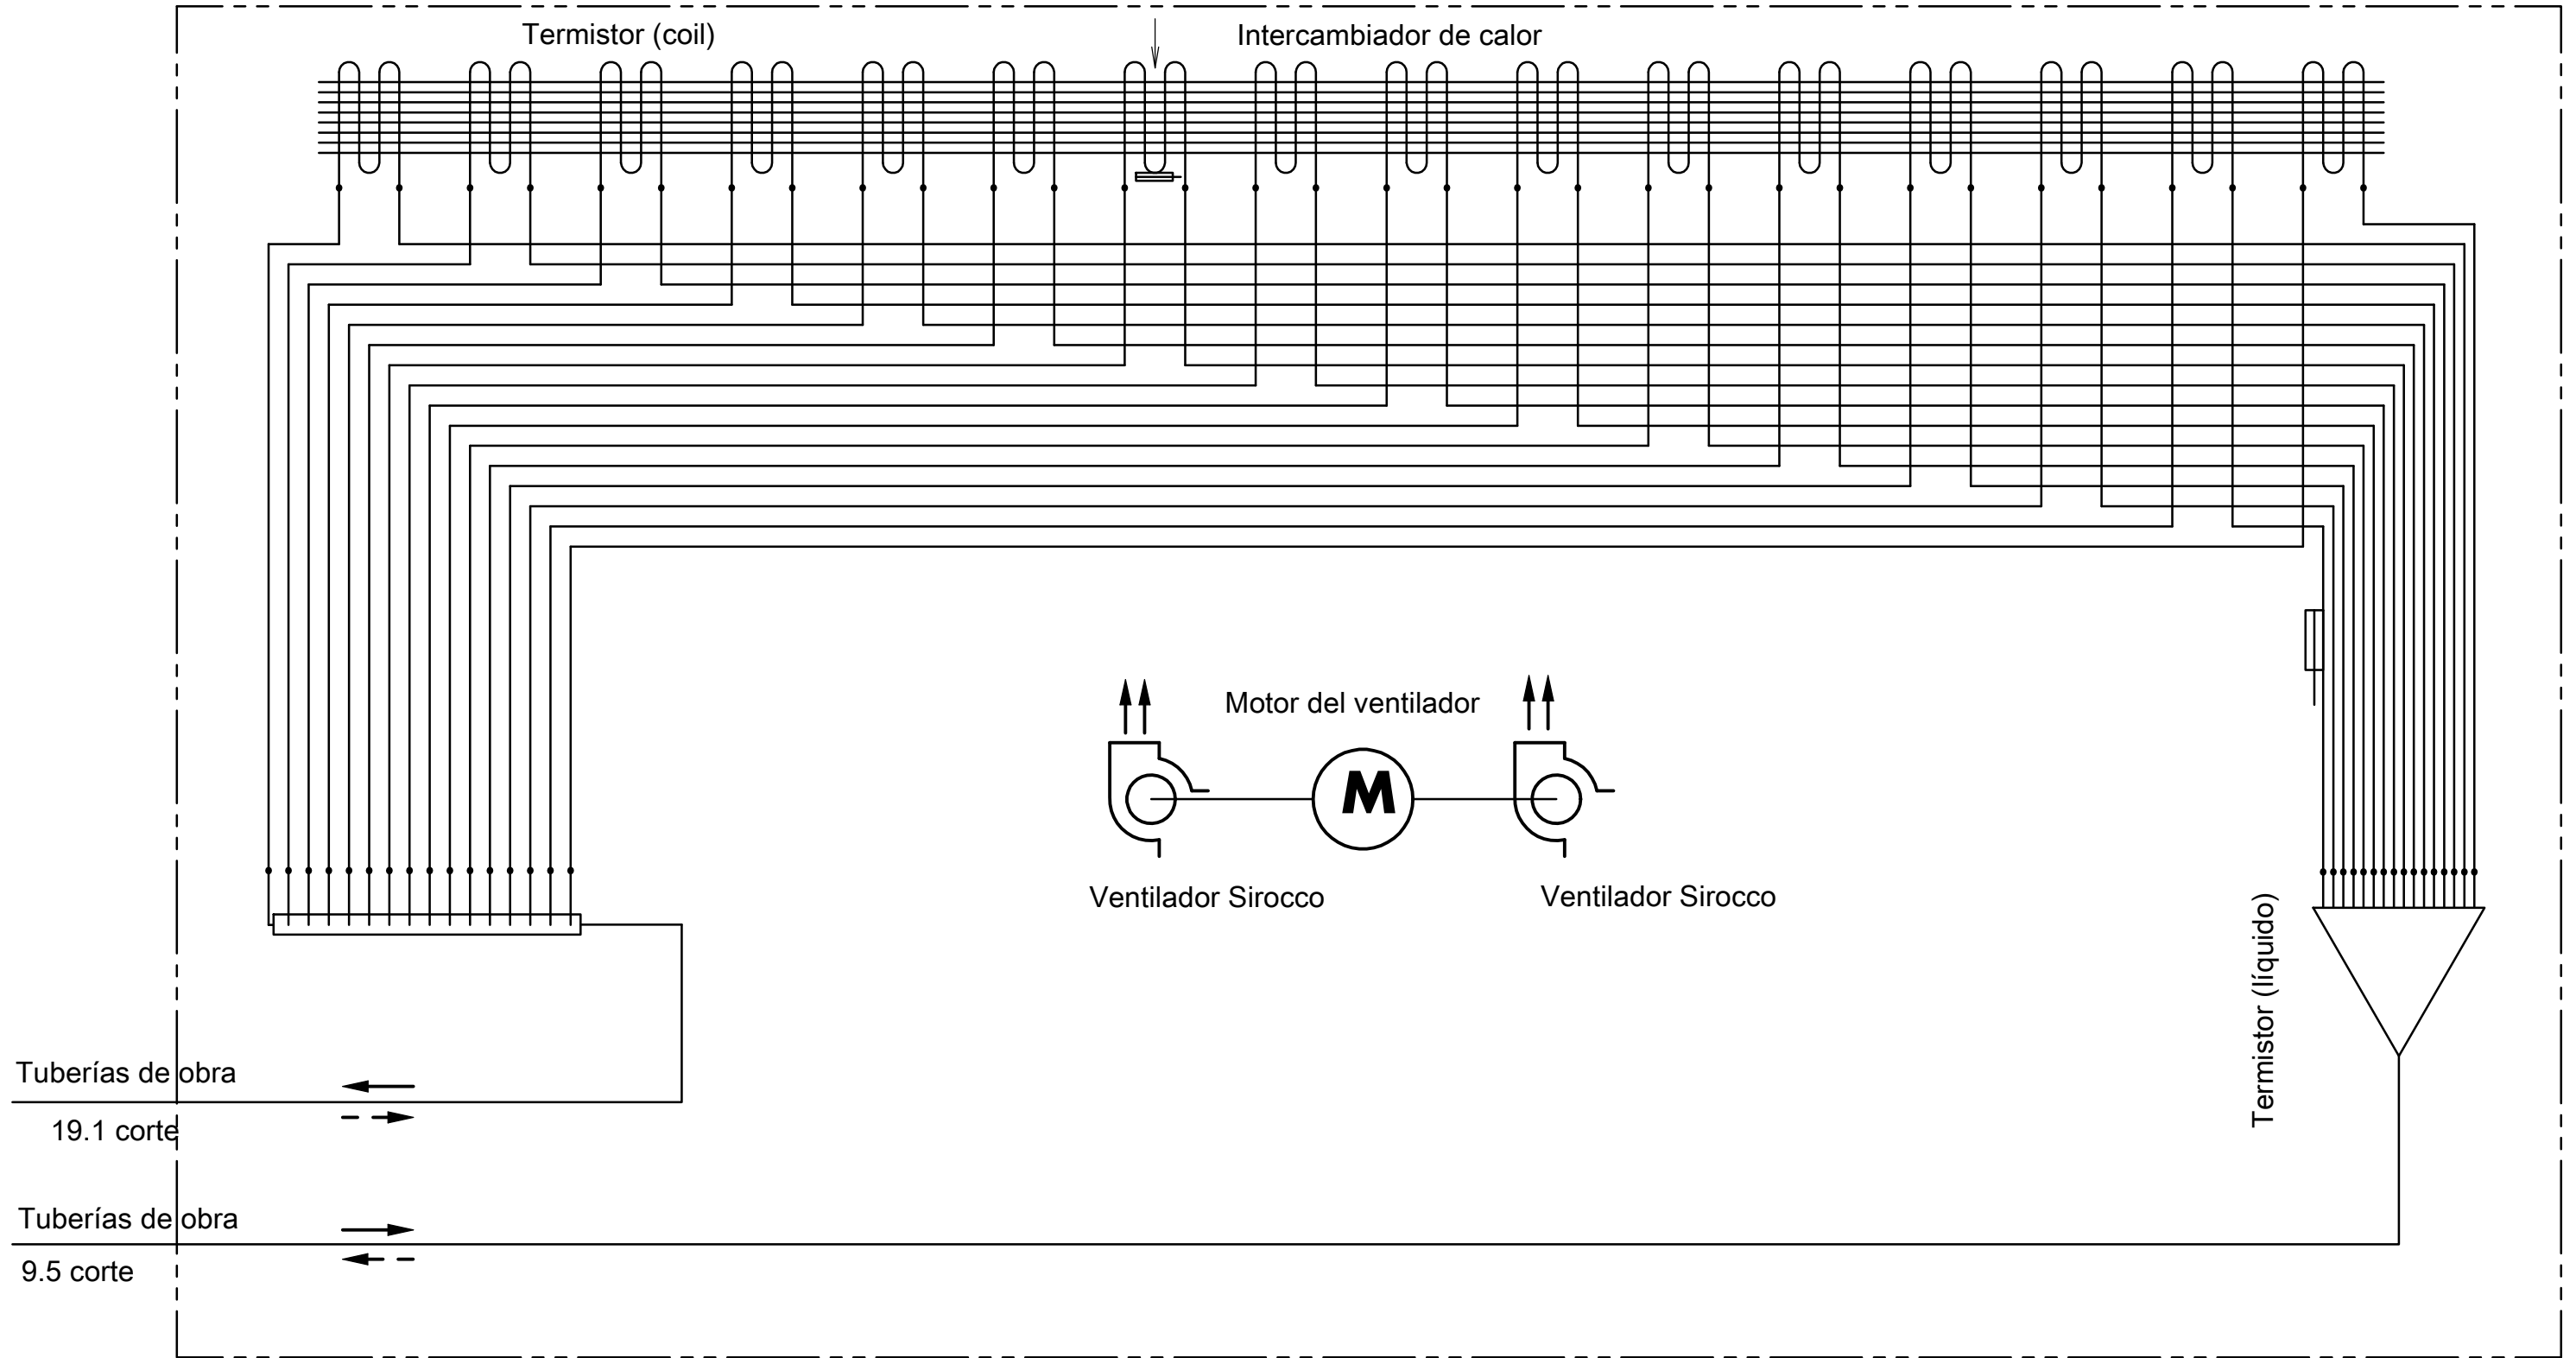 Termistor (coil)
Intercambiador de calor
Motor del ventilador
M
Ventilador Sirocco
Ventilador Sirocco
Termistor (líquido)
Tuberías de obra
19.1 corte
Tuberías de obra
9.5 corte